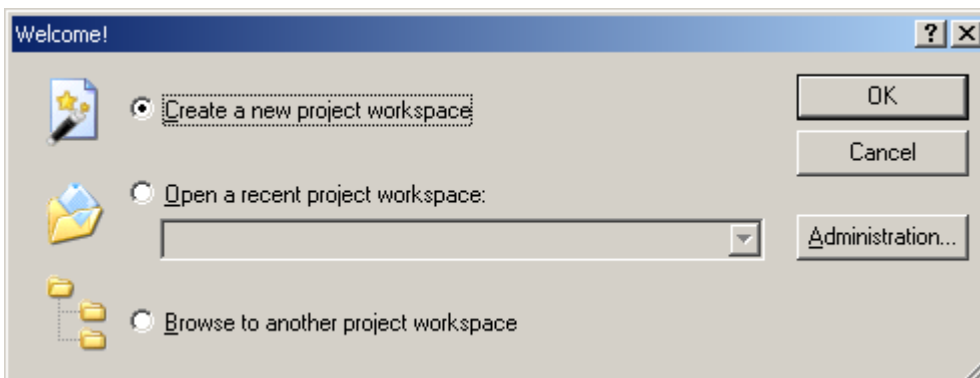 Welcome!
Create a new project workspace
OK
Cancel
Open a recent project workspace:
Administration...
Browse to another project workspace